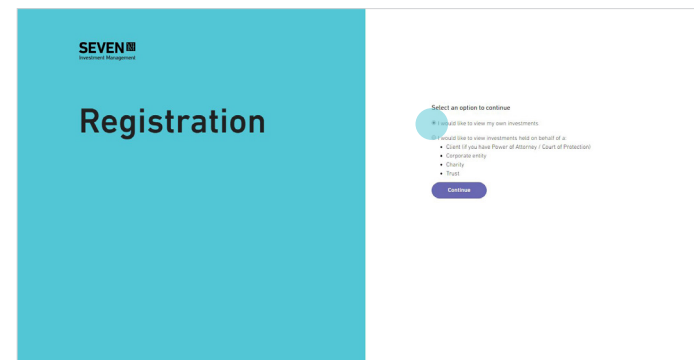 SEVEN IM
Investment Management
Registration
Select an option to continue
I would like to view my own investments
I would like to view investments held on behalf of a:
Client (if you have Power of Attorney / Court of Protection)
Corporate entity
Charity
Trust
Continue